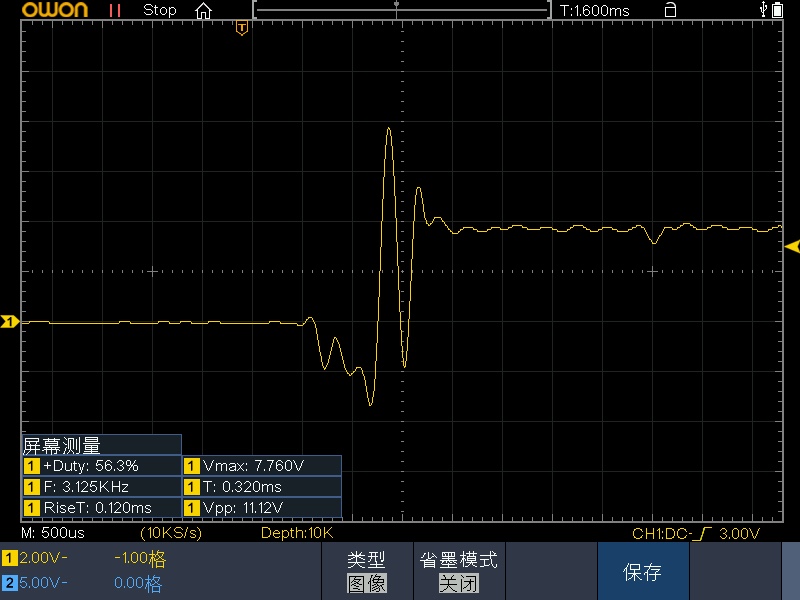 owon Stop T:1.600ms
T
1
屏幕测量
1 +Duty: 56.3% 1 Vmax: 7.760V
1 F: 3.125KHz 1 T: 0.320ms
1 RiseT: 0.120ms 1 Vpp: 11.12V
M: 500us (10KS/s) Depth:10K CH1:DC- 3.00V
1 2.00V- -1.00格 类型 省墨模式 保存
2 5.00V- 0.00格 图像 关闭